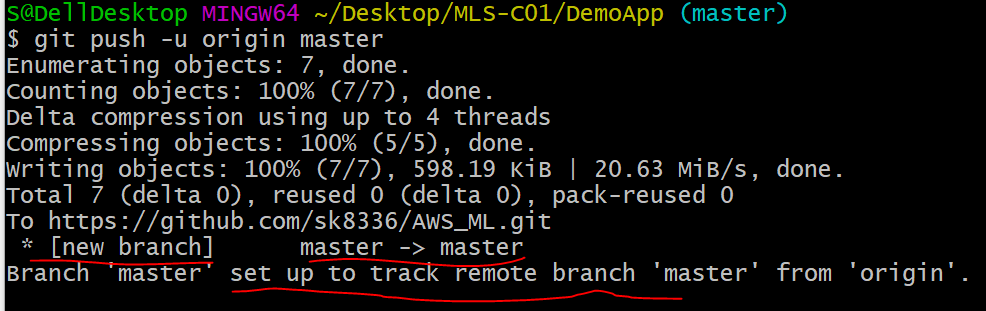 S@DellDesktop MINGW64 ~/Desktop/MLS-C01/DemoApp (master)
$ git push -u origin master
Enumerating objects: 7, done.
Counting objects: 100% (7/7), done.
Delta compression using up to 4 threads
Compressing objects: 100% (5/5), done.
Writing objects: 100% (7/7), 598.19 KiB | 20.63 MiB/s, done.
Total 7 (delta 0), reused 0 (delta 0), pack-reused 0
To https://github.com/sk8336/AWS_ML.git
 * [new branch]      master -> master
Branch 'master' set up to track remote branch 'master' from 'origin'.